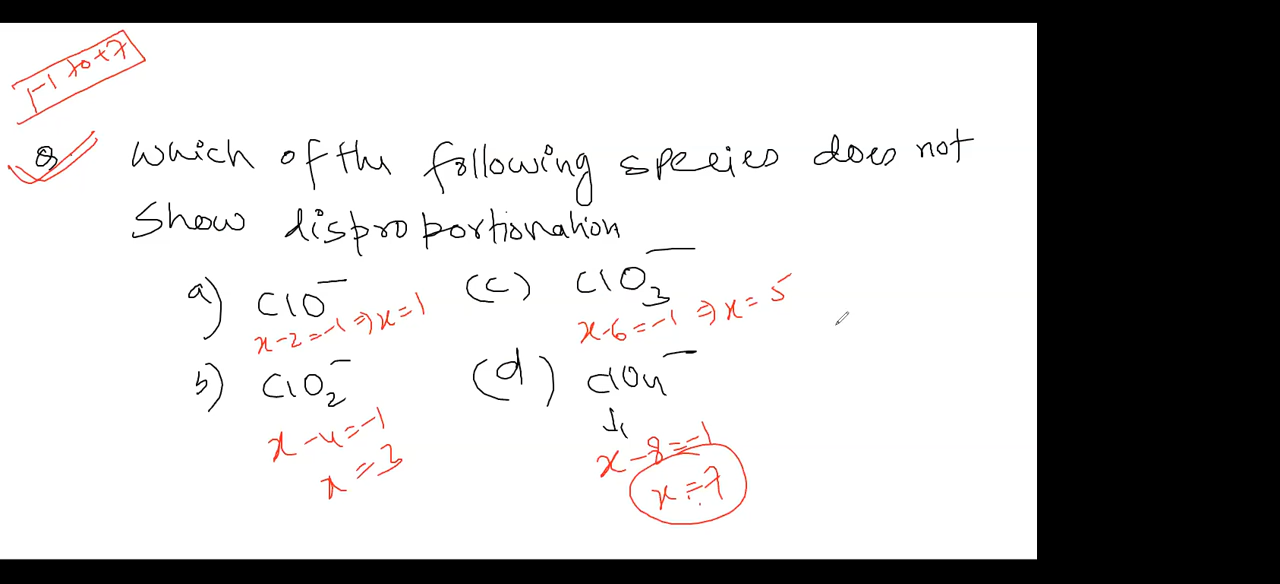 -1 to +7
Q which of the following species does not
show disproportionation
a) ClO⁻ (c) ClO₃⁻
x-2=-1⇒x=1 x-6=-1⇒x=5
b) ClO₂⁻ (d) ClO₄⁻
x-4=-1 x-8=-1
x=3 x=7